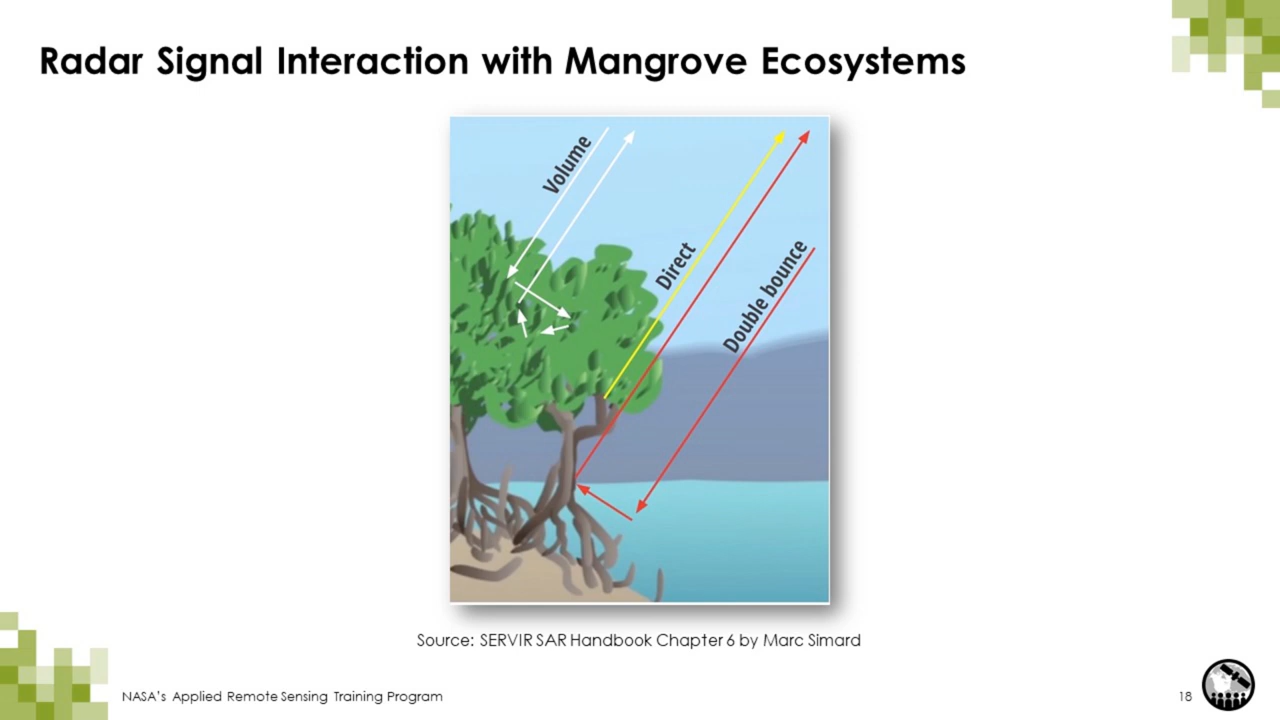 Radar Signal Interaction with Mangrove Ecosystems
Volume
Direct
Double bounce
Source: SERVIR SAR Handbook Chapter 6 by Marc Simard
NASA's Applied Remote Sensing Training Program
18